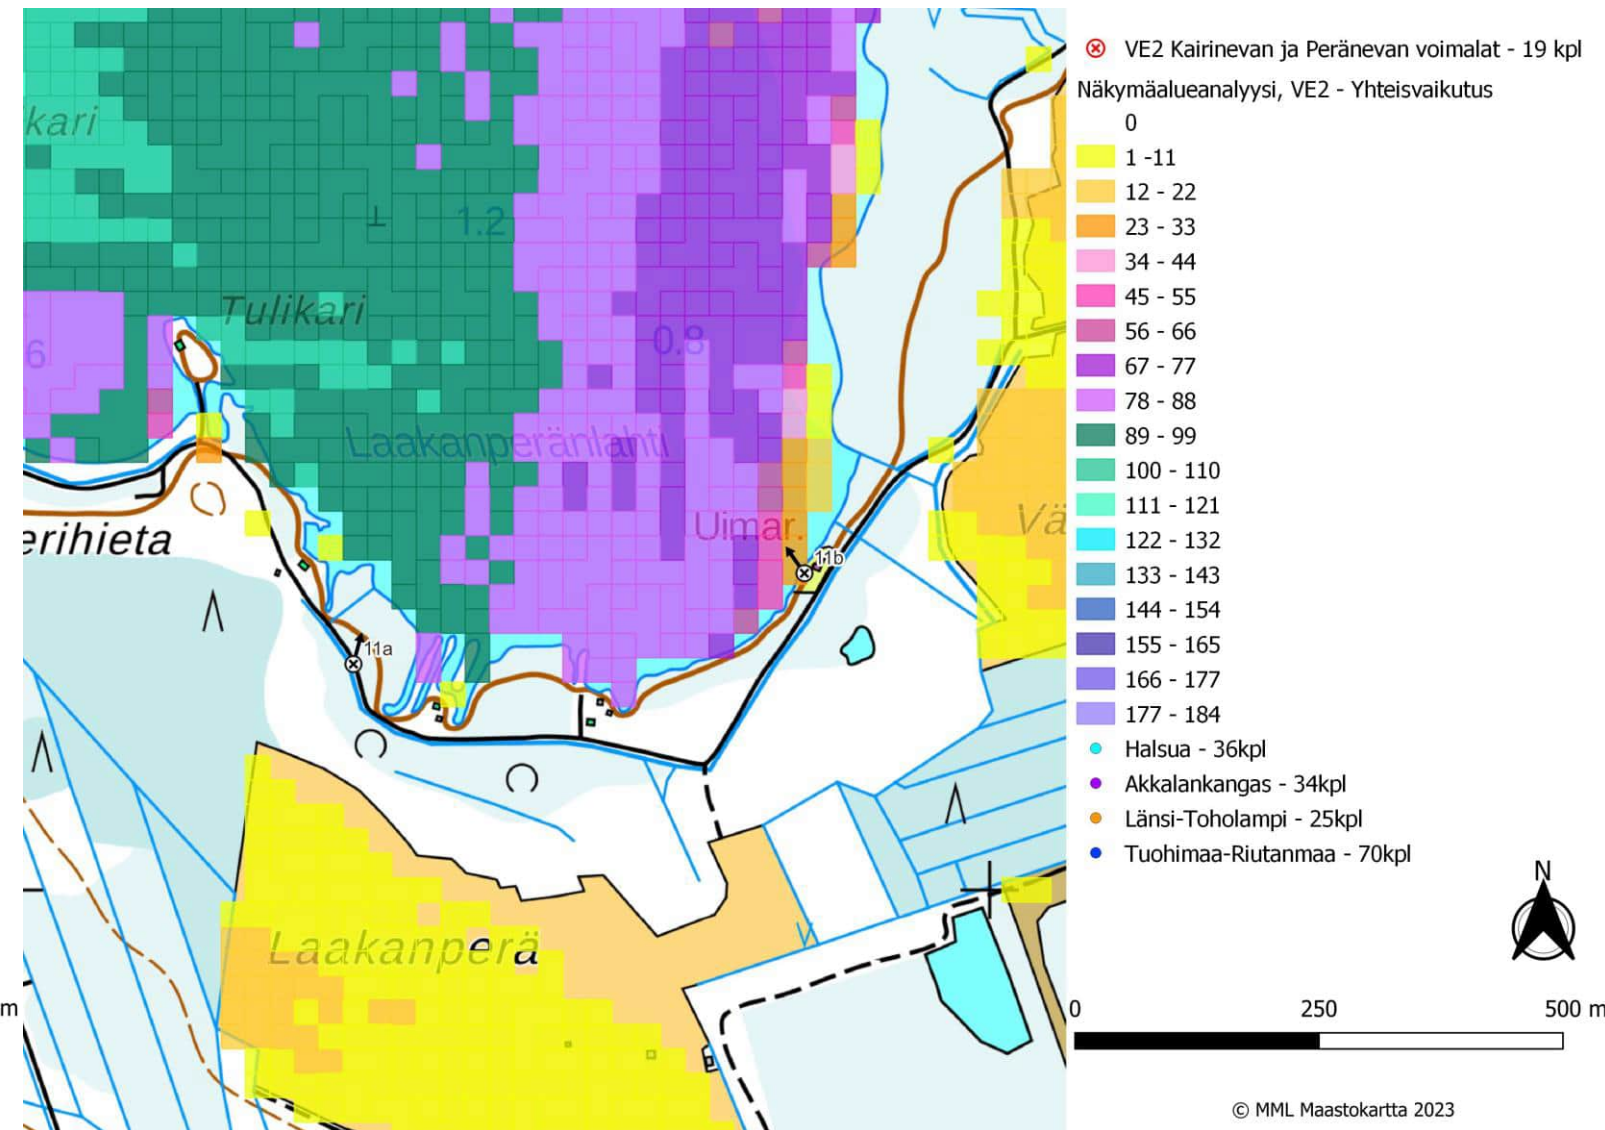 kari
1.2
Tulikari
6
0.8
Laakanperänlahti
Uimar.
11b
erihieta
11a
Vä
Laakanperä
m
VE2 Kairinevan ja Peränevan voimalat - 19 kpl
Näkymäalueanalyysi, VE2 - Yhteisvaikutus
0
1 -11
12 - 22
23 - 33
34 - 44
45 - 55
56 - 66
67 - 77
78 - 88
89 - 99
100 - 110
111 - 121
122 - 132
133 - 143
144 - 154
155 - 165
166 - 177
177 - 184
Halsua - 36kpl
Akkalankangas - 34kpl
Länsi-Toholampi - 25kpl
Tuohimaa-Riutanmaa - 70kpl
N
0 250 500 m
© MML Maastokartta 2023